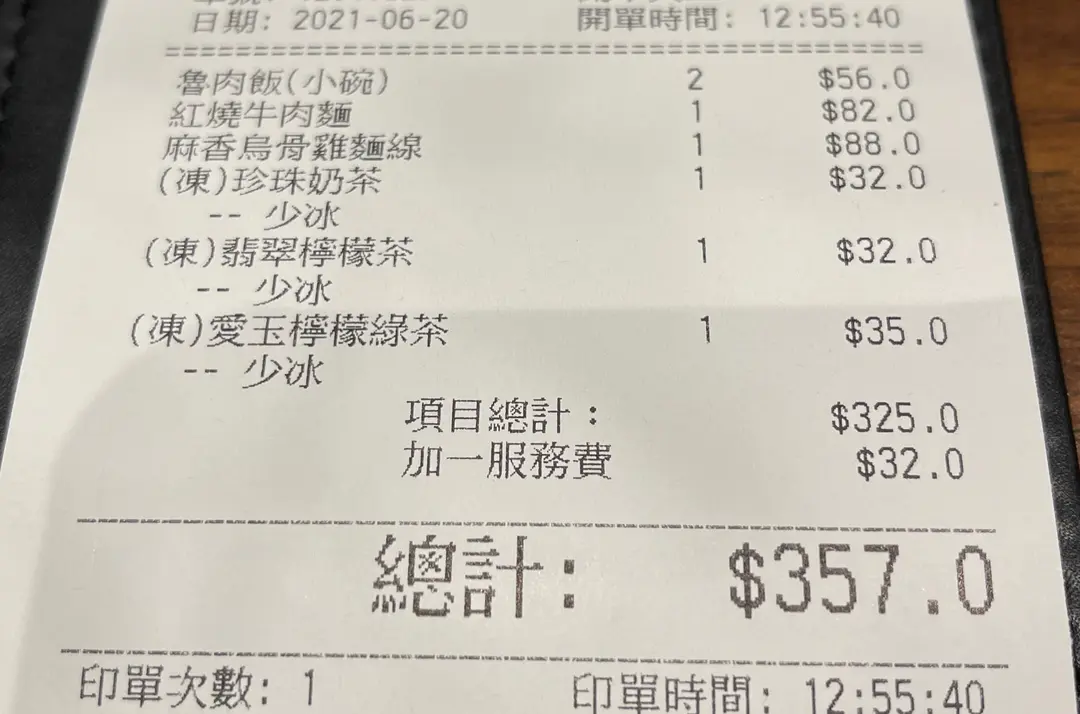 日期: 2021-06-20 開單時間: 12:55:40
魯肉飯(小碗) 2 $56.0
紅燒牛肉麵 1 $82.0
麻香烏骨雞麵線 1 $88.0
(凍)珍珠奶茶 1 $32.0
-- 少冰
(凍)翡翠檸檬茶 1 $32.0
-- 少冰
(凍)愛玉檸檬綠茶 1 $35.0
-- 少冰
項目總計： $325.0
加一服務費 $32.0
總計: $357.0
印單次數: 1 印單時間: 12:55:40